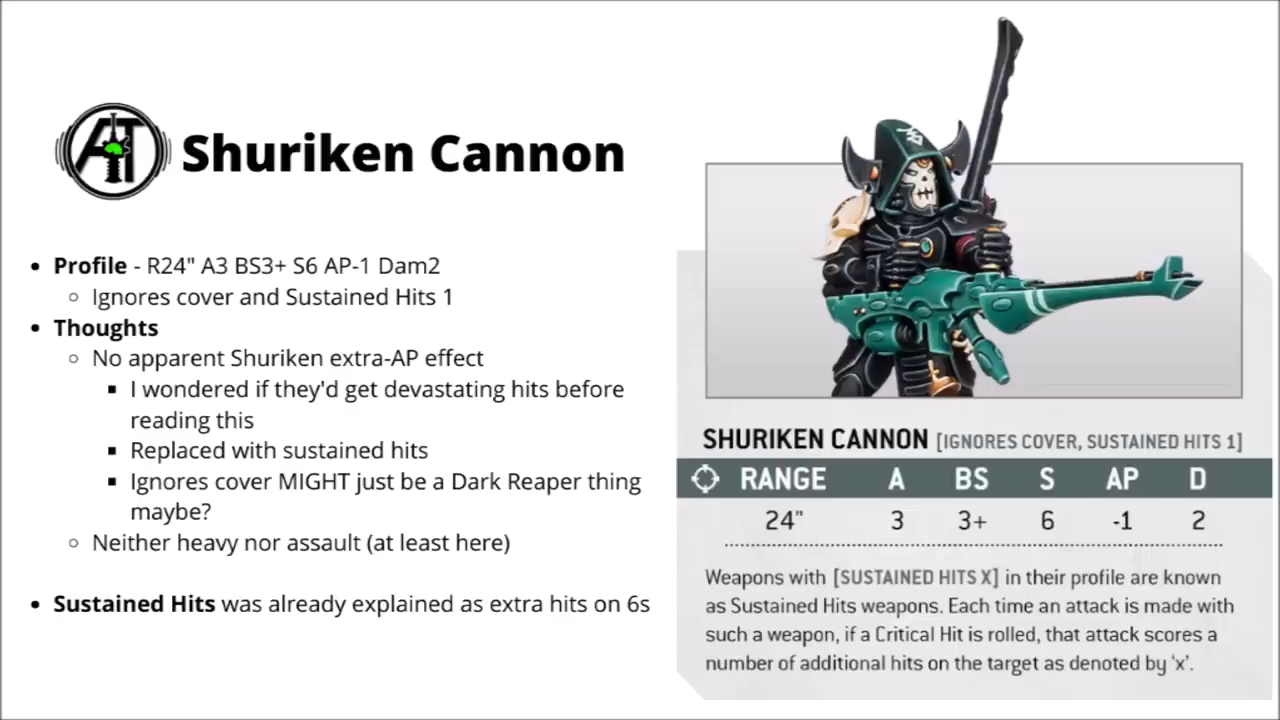 AT
Shuriken Cannon
• Profile - R24" A3 BS3+ S6 AP-1 Dam2
○ Ignores cover and Sustained Hits 1
• Thoughts
○ No apparent Shuriken extra-AP effect
▪ I wondered if they'd get devastating hits before
reading this
▪ Replaced with sustained hits
▪ Ignores cover MIGHT just be a Dark Reaper thing
maybe?
○ Neither heavy nor assault (at least here)
• Sustained Hits was already explained as extra hits on 6s
SHURIKEN CANNON [IGNORES COVER, SUSTAINED HITS 1]
RANGE A BS S AP D
24" 3 3+ 6 -1 2
Weapons with [SUSTAINED HITS X] in their profile are known
as Sustained Hits weapons. Each time an attack is made with
such a weapon, if a Critical Hit is rolled, that attack scores a
number of additional hits on the target as denoted by ‘x’.